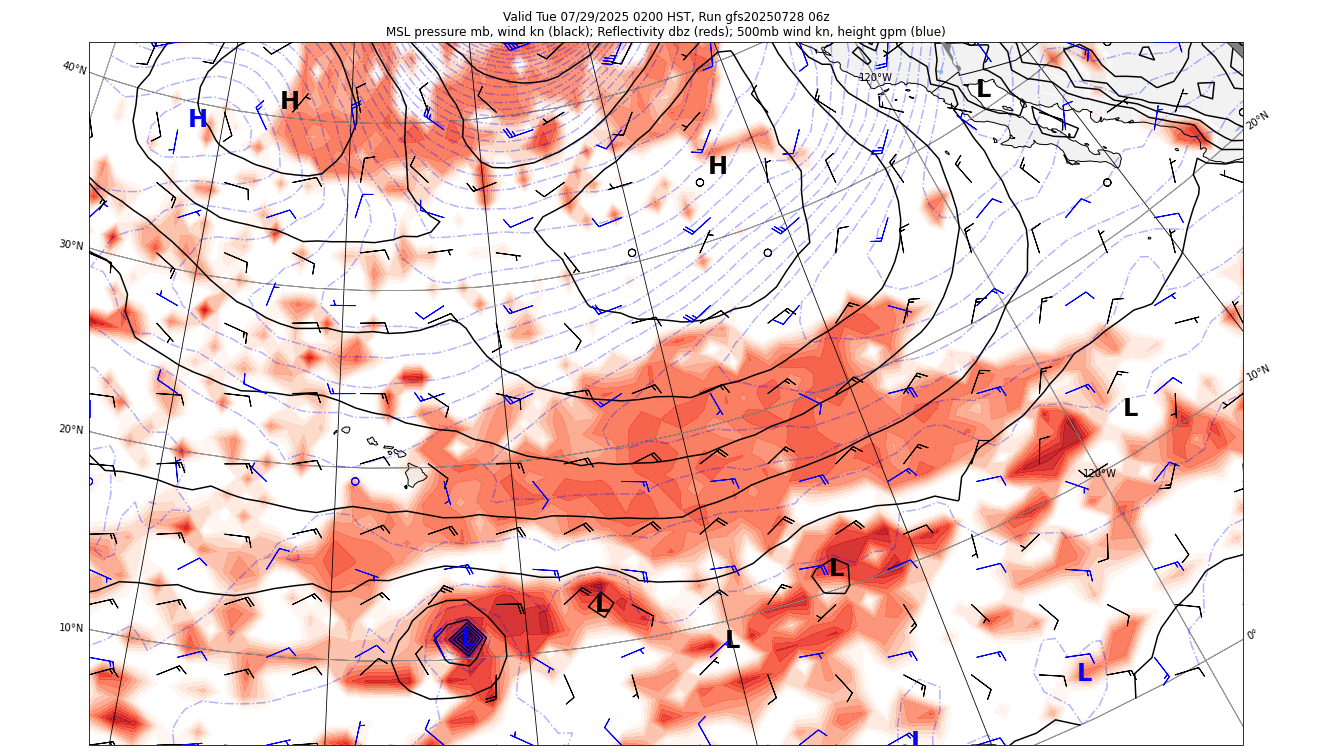 Valid Tue 07/29/2025 0200 HST, Run gfs20250728 06z
MSL pressure mb, wind kn (black); Reflectivity dbz (reds); 500mb wind kn, height gpm (blue)
40°N
120°W
L
H
H
20°N
H
30°N
10°N
L
20°N
120°W
L
L
10°N
L
L
0°
L
L